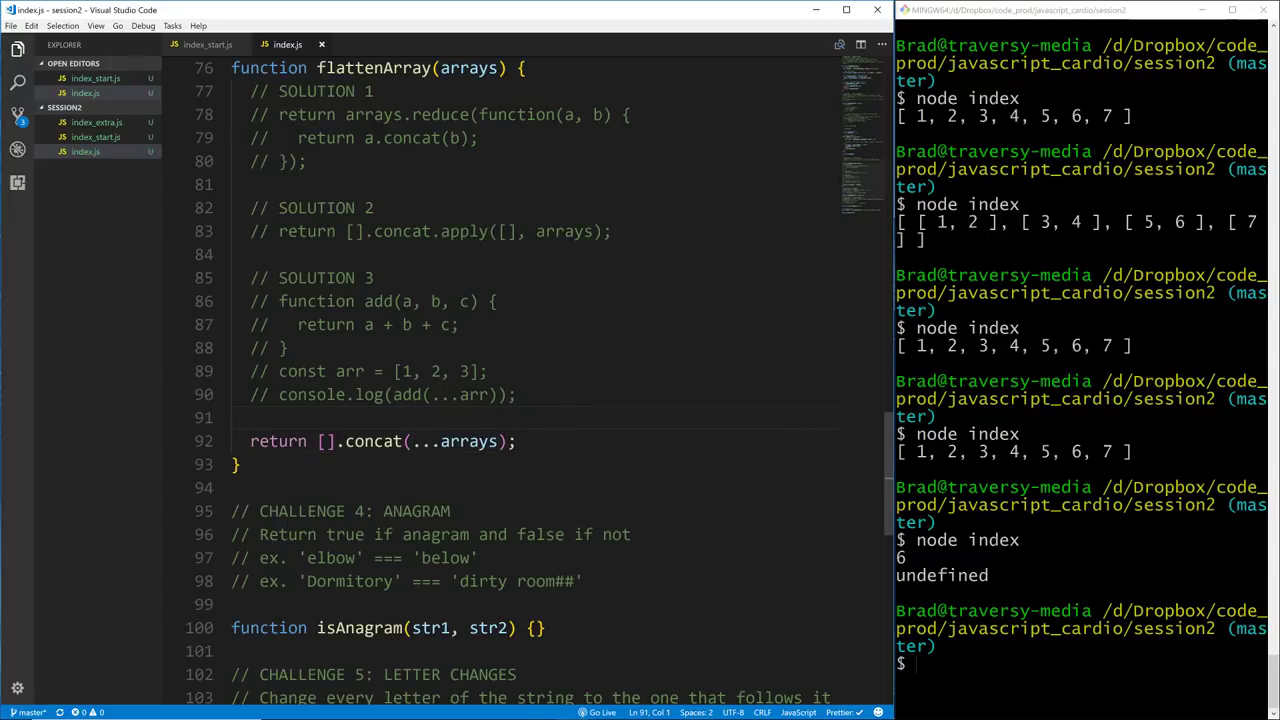 index.js - session2 - Visual Studio Code
File Edit Selection View Go Debug Tasks Help
EXPLORER
OPEN EDITORS
index_start.js U
index.js U
SESSION2
index_extra.js U
index_start.js U
index.js U
3
index_start.js index.js
76 function flattenArray(arrays) {
77 // SOLUTION 1
78 // return arrays.reduce(function(a, b) {
79 // return a.concat(b);
80 // });
81
82 // SOLUTION 2
83 // return [].concat.apply([], arrays);
84
85 // SOLUTION 3
86 // function add(a, b, c) {
87 // return a + b + c;
88 // }
89 // const arr = [1, 2, 3];
90 // console.log(add(...arr));
91
92 return [].concat(...arrays);
93 }
94
95 // CHALLENGE 4: ANAGRAM
96 // Return true if anagram and false if not
97 // ex. 'elbow' === 'below'
98 // ex. 'Dormitory' === 'dirty room##'
99
100 function isAnagram(str1, str2) {}
101
102 // CHALLENGE 5: LETTER CHANGES
103 // Change every letter of the string to the one that follows it
master* 0 0 Go Live Ln 91, Col 1 Spaces: 2 UTF-8 CRLF JavaScript Prettier: ✓
MINGW64:/d/Dropbox/code_prod/javascript_cardio/session2
Brad@traversy-media /d/Dropbox/code_
prod/javascript_cardio/session2 (mas
ter)
$ node index
[ 1, 2, 3, 4, 5, 6, 7 ]
Brad@traversy-media /d/Dropbox/code_
prod/javascript_cardio/session2 (mas
ter)
$ node index
[ [ 1, 2 ], [ 3, 4 ], [ 5, 6 ], [ 7
] ]
Brad@traversy-media /d/Dropbox/code_
prod/javascript_cardio/session2 (mas
ter)
$ node index
[ 1, 2, 3, 4, 5, 6, 7 ]
Brad@traversy-media /d/Dropbox/code_
prod/javascript_cardio/session2 (mas
ter)
$ node index
[ 1, 2, 3, 4, 5, 6, 7 ]
Brad@traversy-media /d/Dropbox/code_
prod/javascript_cardio/session2 (mas
ter)
$ node index
6
undefined
Brad@traversy-media /d/Dropbox/code_
prod/javascript_cardio/session2 (mas
ter)
$